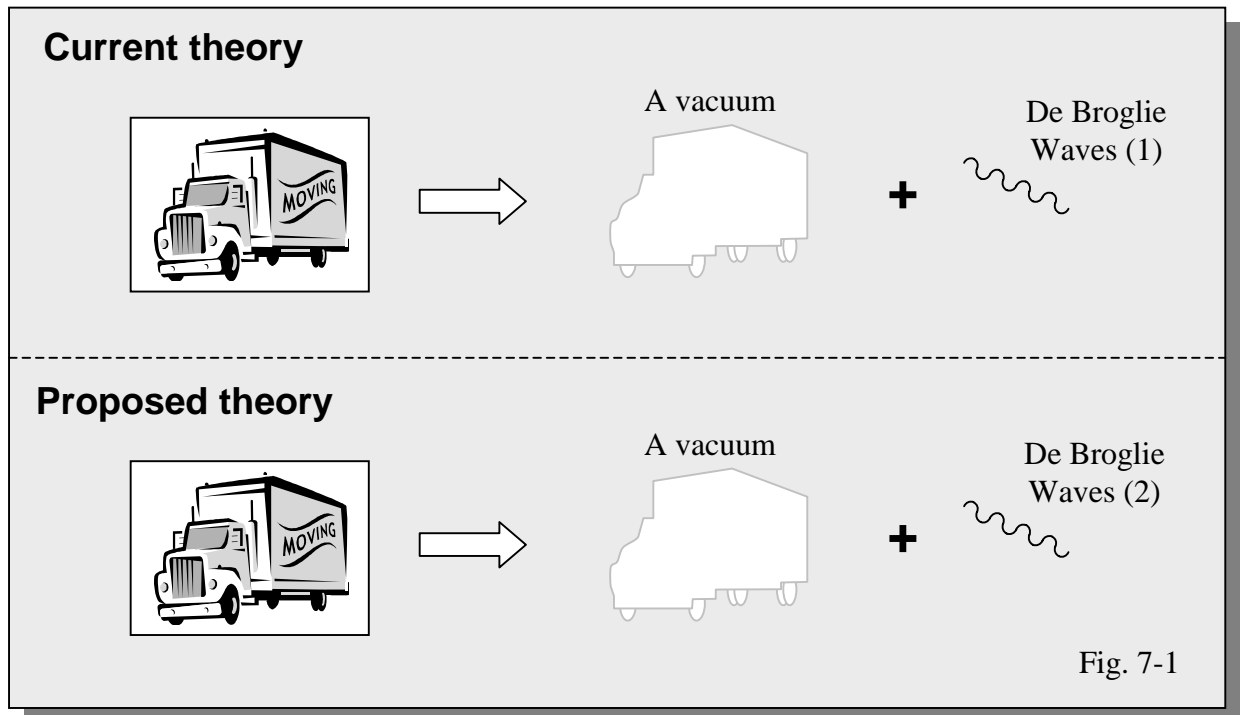 Current theory
A vacuum
De Broglie
Waves (1)
MOVING
+
Proposed theory
A vacuum
De Broglie
Waves (2)
MOVING
+
Fig. 7-1